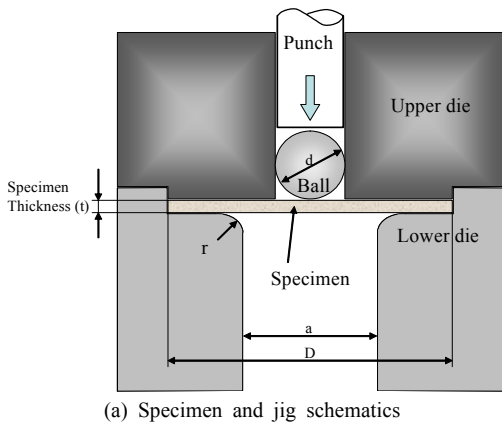 Punch
Upper die
d
Ball
Specimen
Thickness (t)
Lower die
r
Specimen
a
D
(a) Specimen and jig schematics